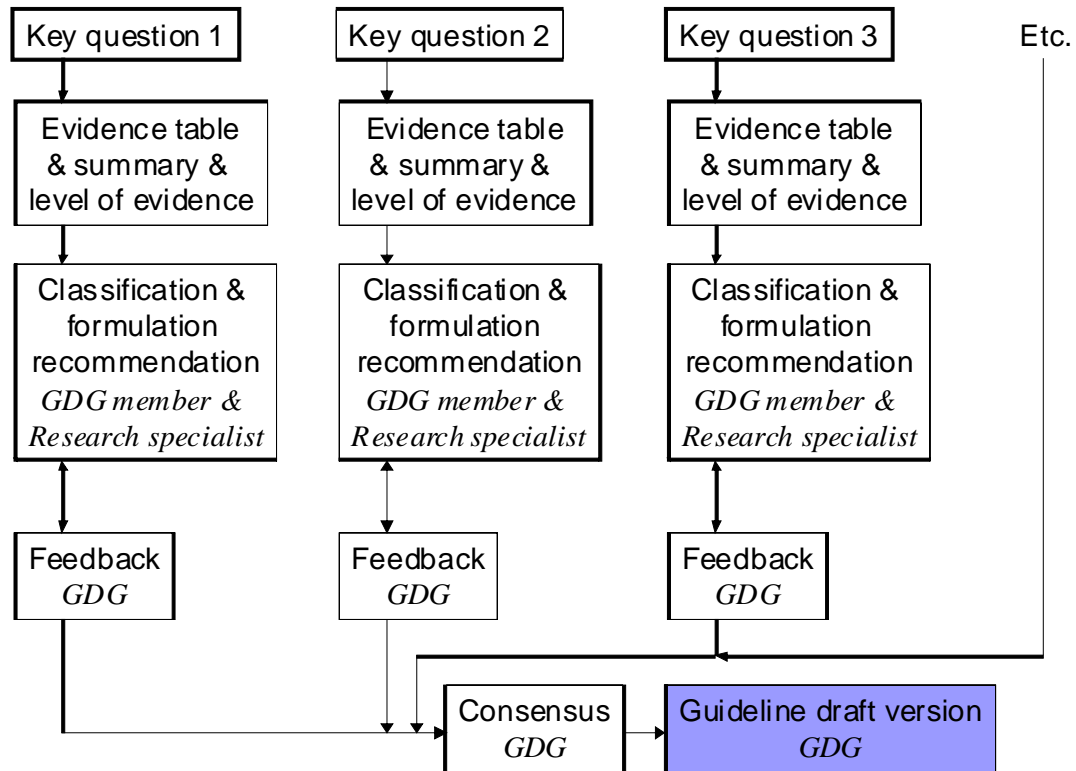 Key question 1
Key question 2
Key question 3
Etc.
Evidence table
& summary &
level of evidence
Evidence table
& summary &
level of evidence
Evidence table
& summary &
level of evidence
Classification &
formulation
recommendation
GDG member &
Research specialist
Classification &
formulation
recommendation
GDG member &
Research specialist
Classification &
formulation
recommendation
GDG member &
Research specialist
Feedback
GDG
Feedback
GDG
Feedback
GDG
Consensus
GDG
Guideline draft version
GDG